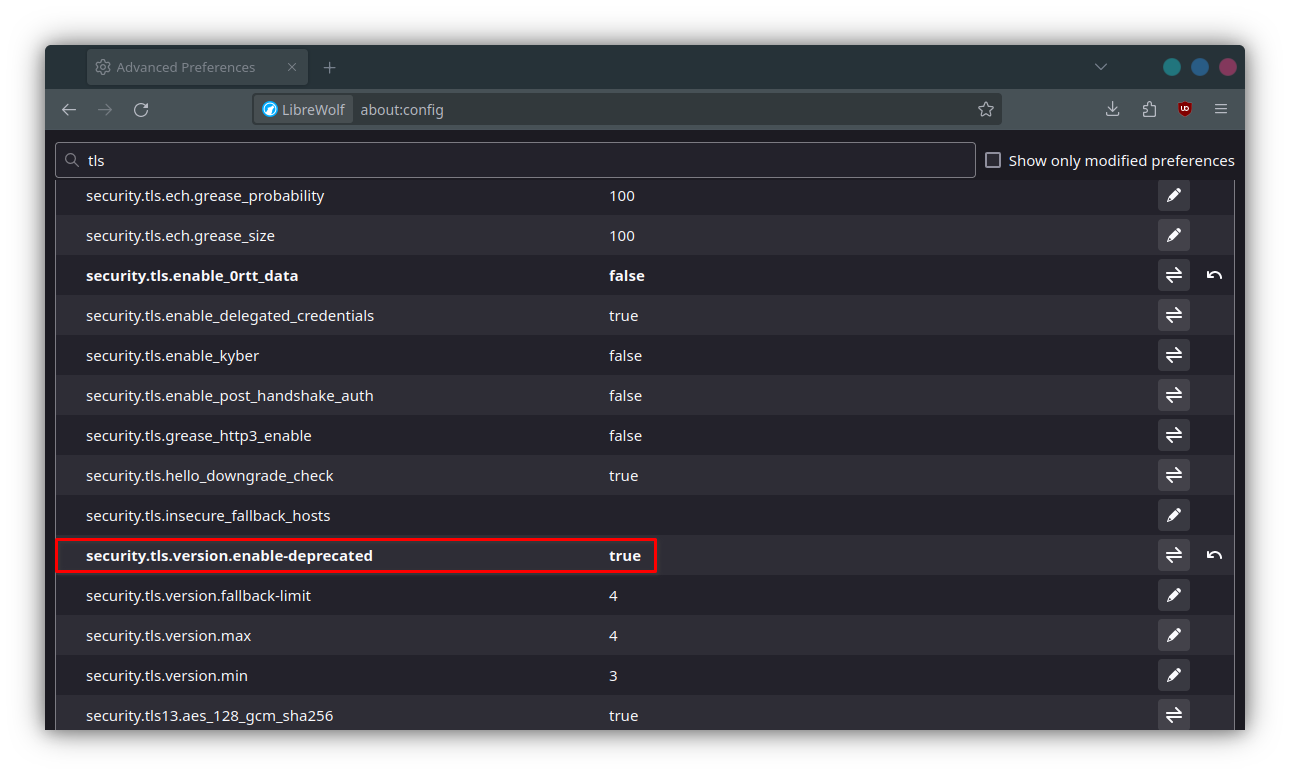 Advanced Preferences
LibreWolf about:config
tls Show only modified preferences
security.tls.ech.grease_probability 100
security.tls.ech.grease_size 100
security.tls.enable_0rtt_data false
security.tls.enable_delegated_credentials true
security.tls.enable_kyber false
security.tls.enable_post_handshake_auth false
security.tls.grease_http3_enable false
security.tls.hello_downgrade_check true
security.tls.insecure_fallback_hosts
security.tls.version.enable-deprecated true
security.tls.version.fallback-limit 4
security.tls.version.max 4
security.tls.version.min 3
security.tls13.aes_128_gcm_sha256 true